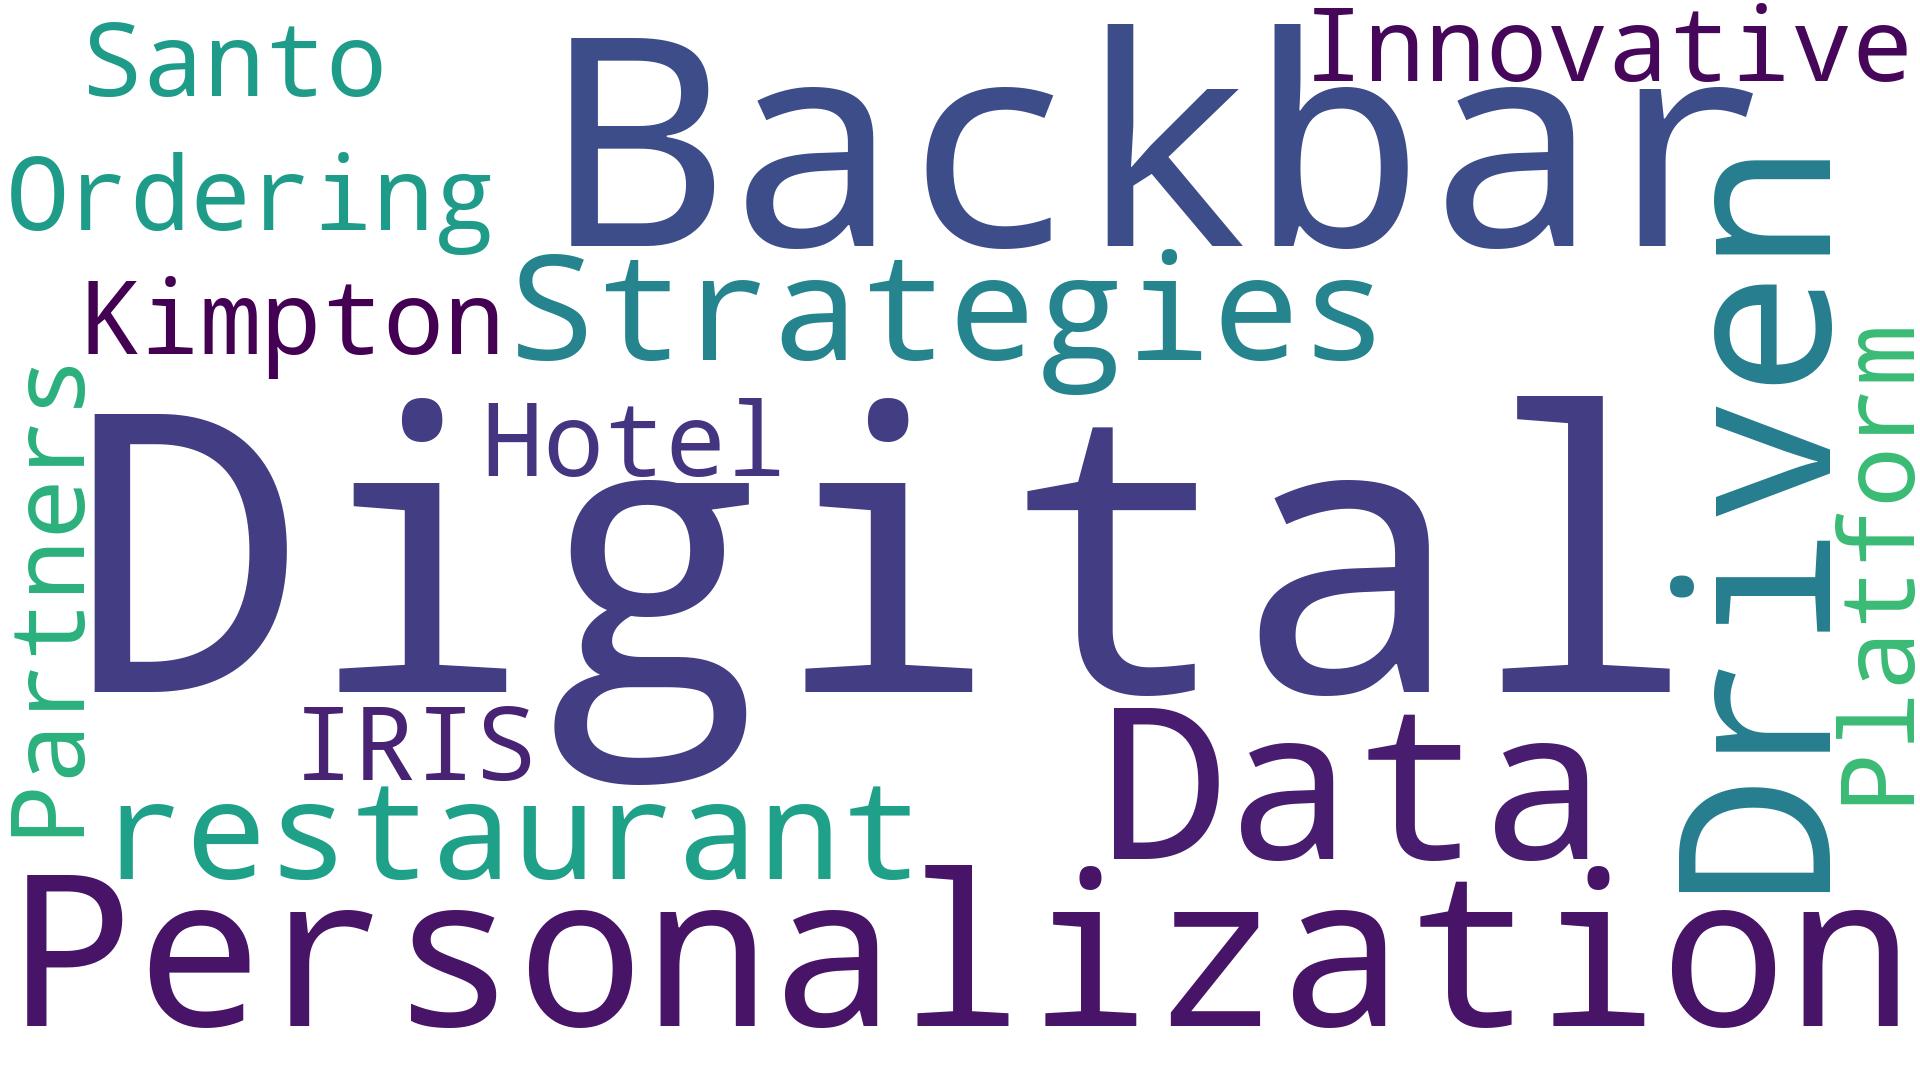 Santo
Backbar
Innovative
Ordering
Kimpton
Strategies
Driven
Platform
Partners
Hotel
Digital
IRIS
Data
restaurant
Personalization